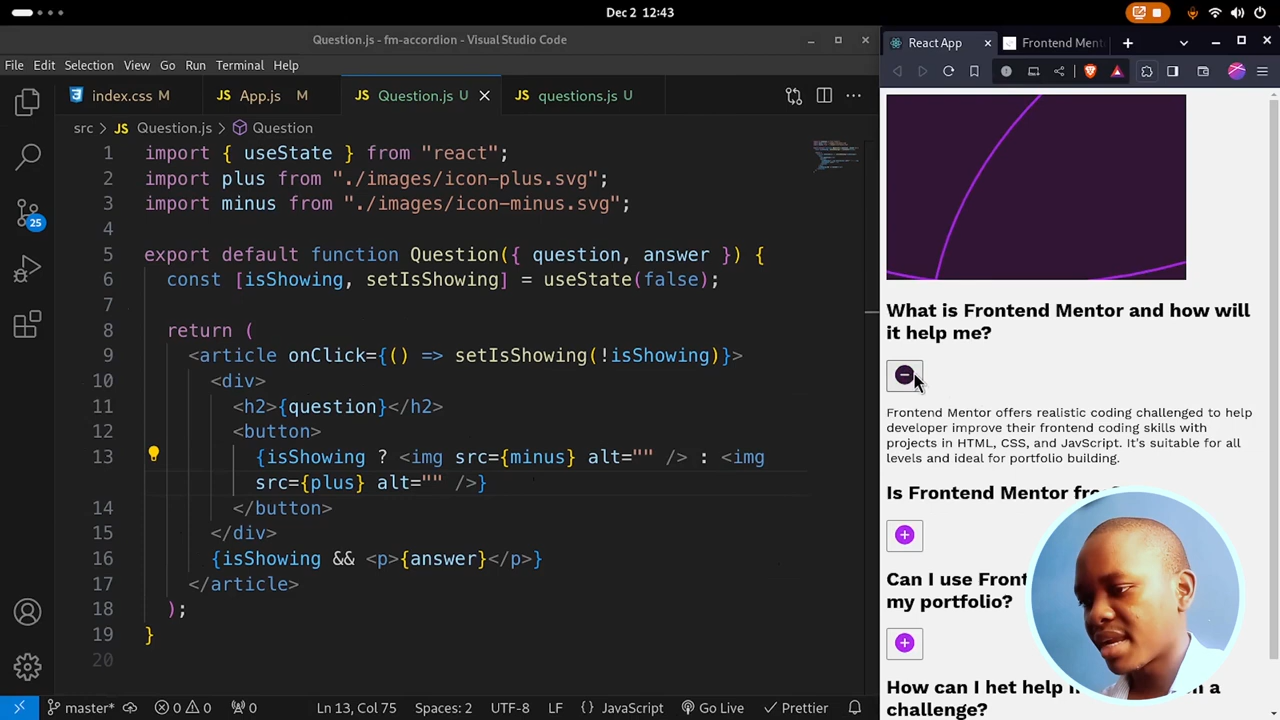 Dec 2 12:43
Question.js - fm-accordion - Visual Studio Code
File Edit Selection View Go Run Terminal Help
index.css M
App.js M
Question.js U
questions.js U
src > JS Question.js > Question
1 import { useState } from "react";
2 import plus from "./images/icon-plus.svg";
3 import minus from "./images/icon-minus.svg";
4
5 export default function Question({ question, answer }) {
6 const [isShowing, setIsShowing] = useState(false);
7
8 return (
9 <article onClick={() => setIsShowing(!isShowing)}>
10 <div>
11 <h2>{question}</h2>
12 <button>
13 {isShowing ? <img src={minus} alt="" /> : <img
src={plus} alt="" />}
14 </button>
15 </div>
16 {isShowing && <p>{answer}</p>}
17 </article>
18 );
19 }
20
25
master* 0 0 0 Ln 13, Col 75 Spaces: 2 UTF-8 LF {} JavaScript Go Live Prettier
React App
Frontend Ment
What is Frontend Mentor and how will
it help me?
Frontend Mentor offers realistic coding challenged to help
developer improve their frontend coding skills with
projects in HTML, CSS, and JavScript. It's suitable for all
levels and ideal for portfolio building.
Is Frontend Mentor
Can I use
my portfolio?
How can I het help
a
challenge?